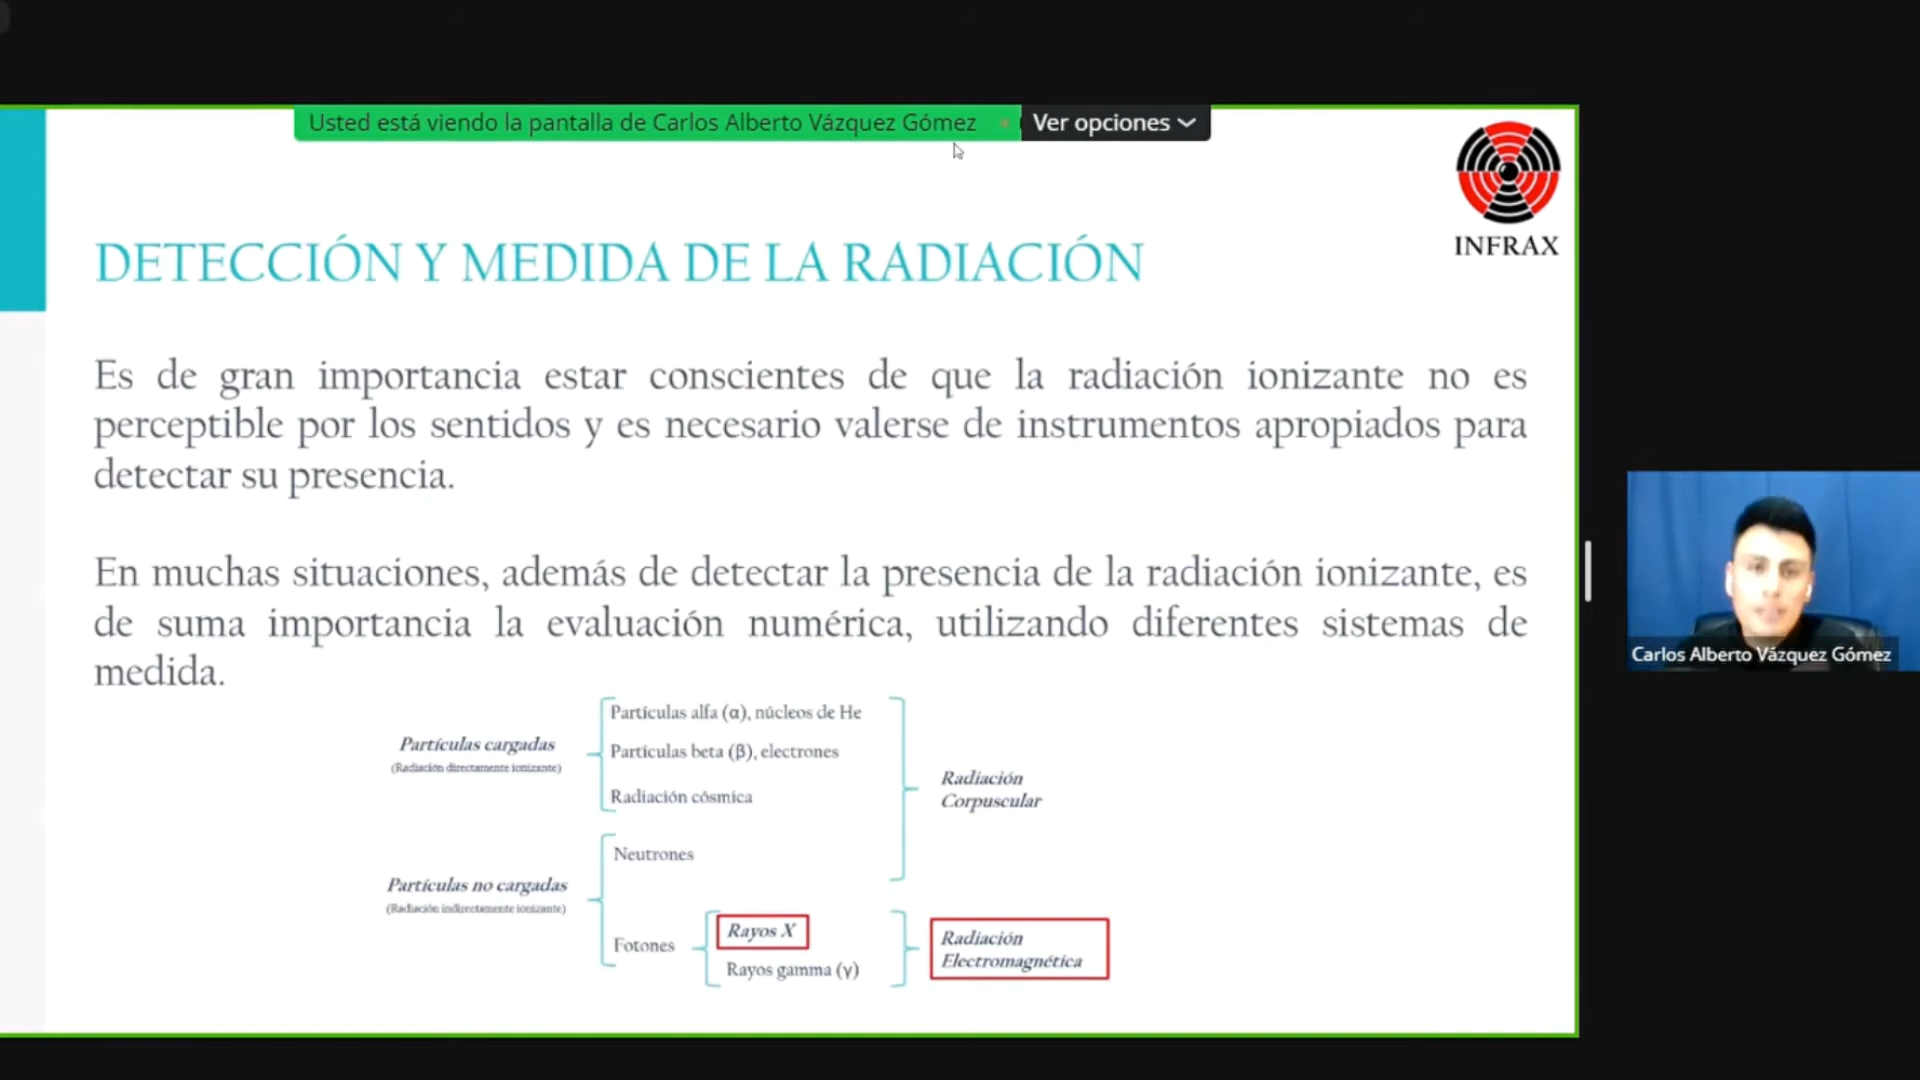 Usted está viendo la pantalla de Carlos Alberto Vázquez Gómez
Ver opciones
INFRAX
DETECCIÓN Y MEDIDA DE LA RADIACIÓN
Es de gran importancia estar conscientes de que la radiación ionizante no es
perceptible por los sentidos y es necesario valerse de instrumentos apropiados para
detectar su presencia.
En muchas situaciones, además de detectar la presencia de la radiación ionizante, es
de suma importancia la evaluación numérica, utilizando diferentes sistemas de
medida.
Partículas cargadas
(Radiación directamente ionizante)
Partículas alfa (α), núcleos de He
Partículas beta (β), electrones
Radiación cósmica
Radiación
Corpuscular
Partículas no cargadas
(Radiación indirectamente ionizante)
Neutrones
Fotones
Rayos X
Rayos gamma (γ)
Radiación
Electromagnética
Carlos Alberto Vázquez Gómez